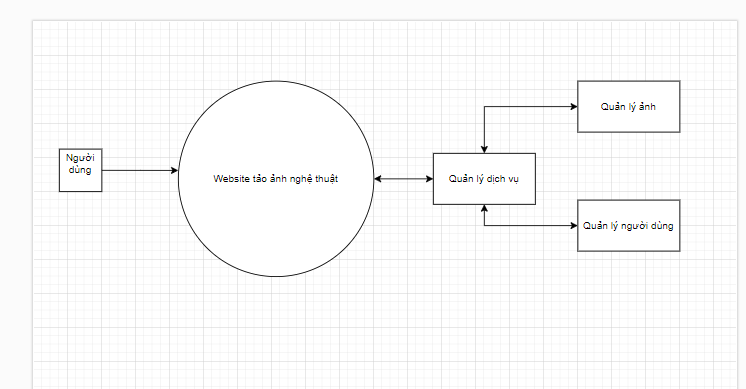 Người
dùng
Website tảo ảnh nghệ thuật
Quản lý dịch vụ
Quản lý ảnh
Quản lý người dùng